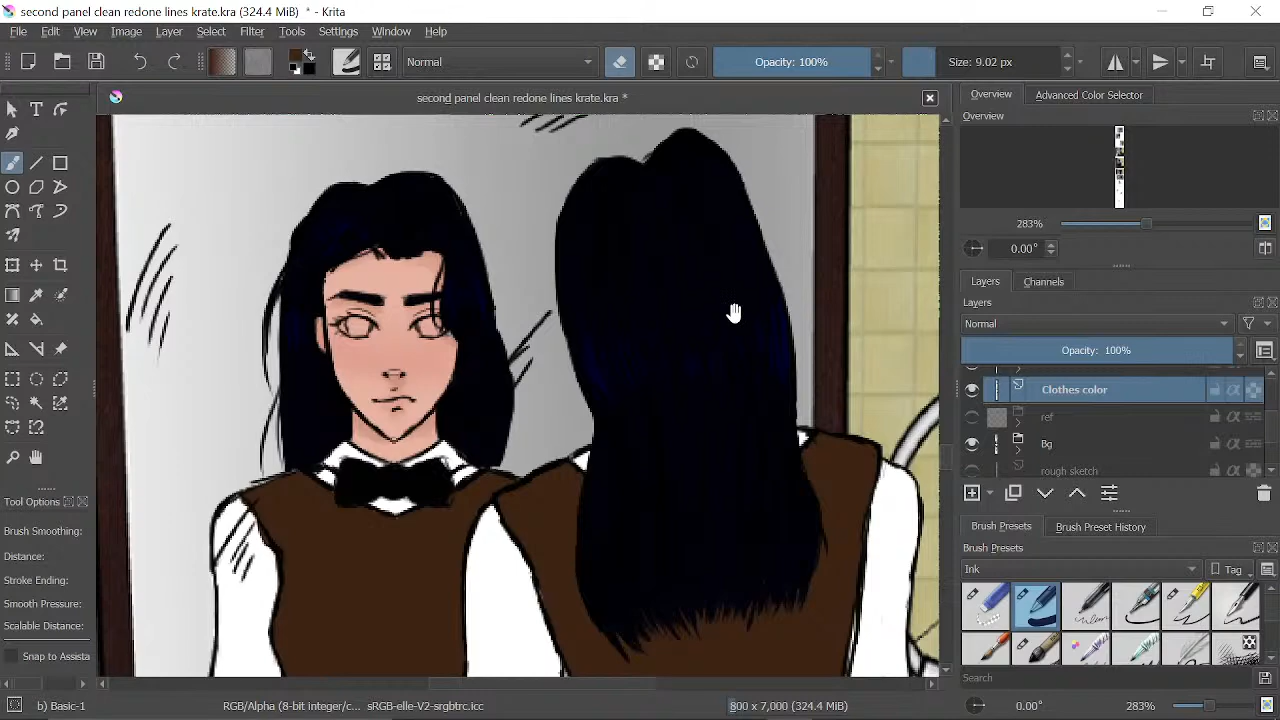 second panel clean redone lines krate.kra (324.4 MiB) * - Krita
File Edit View Image Layer Select Filter Tools Settings Window Help
Normal
Opacity: 100%
Size: 9.02 px
second panel clean redone lines krate.kra *
Overview Advanced Color Selector
Overview
283%
0.00°
Layers Channels
Layers
Normal
Opacity: 100%
Clothes color
ref
Bg
rough sketch
Tool Options
Brush Smoothing:
Distance:
Stroke Ending:
Smooth Pressure:
Scalable Distance:
Snap to Assista
Brush Presets Brush Preset History
Brush Presets
Ink
Tag
Search
b) Basic-1
RGB/Alpha (8-bit integer/c... sRGB-elle-V2-srgbtrc.icc
800 x 7,000 (324.4 MiB)
0.00°
283%